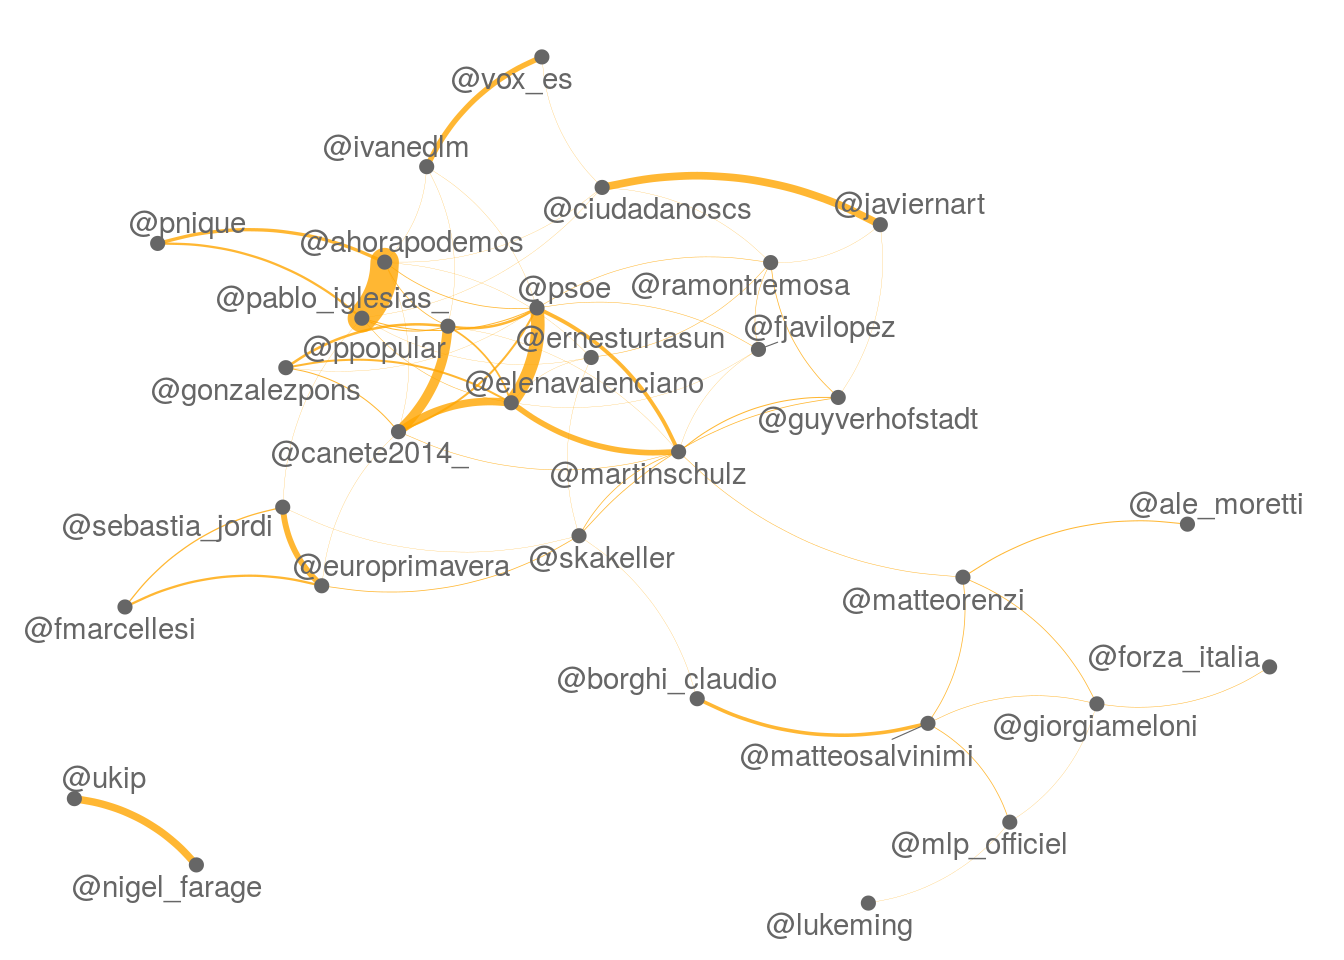 @vox_es
@ivanedlm
@ciudadanoscs
@javiernart
@pnique
@ahorapodemos
@pablo_iglesias_
@psoe
@ramontremosa
@fjavilopez
@ernesturtasun
@ppopular
@gonzalezpons
@elenavalenciano
@guyverhofstadt
@canete2014_
@martinschulz
@ale_moretti
@sebastia_jordi
@europrimavera
@skakeller
@matteorenzi
@fmarcellesi
@forza_italia
@borghi_claudio
@giorgiameloni
@matteosalvinimi
@ukip
@mlp_officiel
@nigel_farage
@lukeming